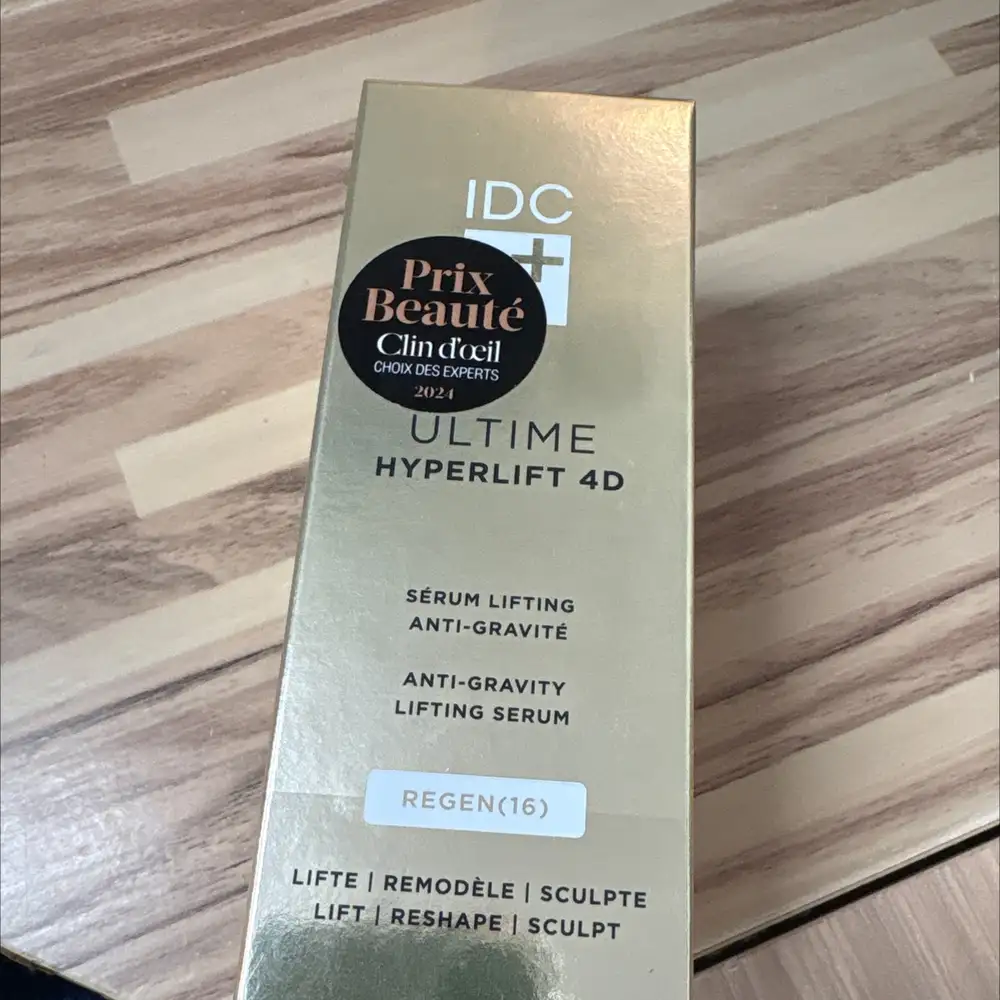 IDC
+
Prix
Beauté
Clin d'œil
CHOIX DES EXPERTS
2024
ULTIME
HYPERLIFT 4D
SÉRUM LIFTING
ANTI-GRAVITÉ
ANTI-GRAVITY
LIFTING SERUM
REGEN(16)
LIFTE | REMODÈLE | SCULPTE
LIFT | RESHAPE | SCULPT